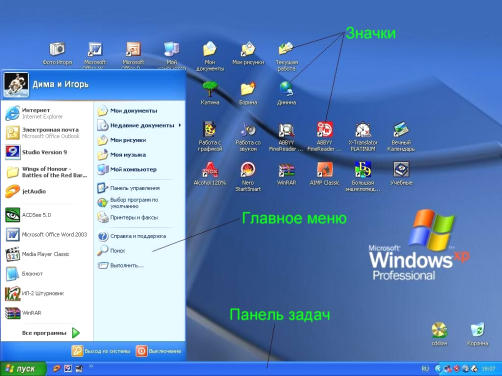 Значки
Фото Игоря
Microsoft
Microsoft
Мой
компьютер
Мои
документы
Мои рисунки
Текущая
работа
Дима и Игорь
Катина
Борина
Димина
Интернет
Internet Explorer
Электронная почта
Microsoft Office Outlook
Studio Version 9
Wings of Honour -
Battles of the Red Bar...
jetAudio
ACDSee 5.0
Microsoft Office Word 2003
Media Player Classic
Блокнот
ИЛ-2 Штурмовик
WinRAR
Все программы
Мои документы
Недавние документы
Мои рисунки
Моя музыка
Мой компьютер
Панель управления
Выбор программ по
умолчанию
Принтеры и факсы
Справка и поддержка
Поиск
Выполнить...
Работа с
графикой
Работа со
звуком
ABBYY
FineReader ...
ABBYY
FineReader ...
X-Translator
PLATINUM
Вечный
Календарь
Alcohol 120%
Nero
StartSmart
WinRAR
AIMP Classic
Большая
энциклопед...
Учебные
Главное меню
Microsoft
Windows xp
Professional
Панель задач
Корзина
Выход из системы
Выключение
пуск
RU